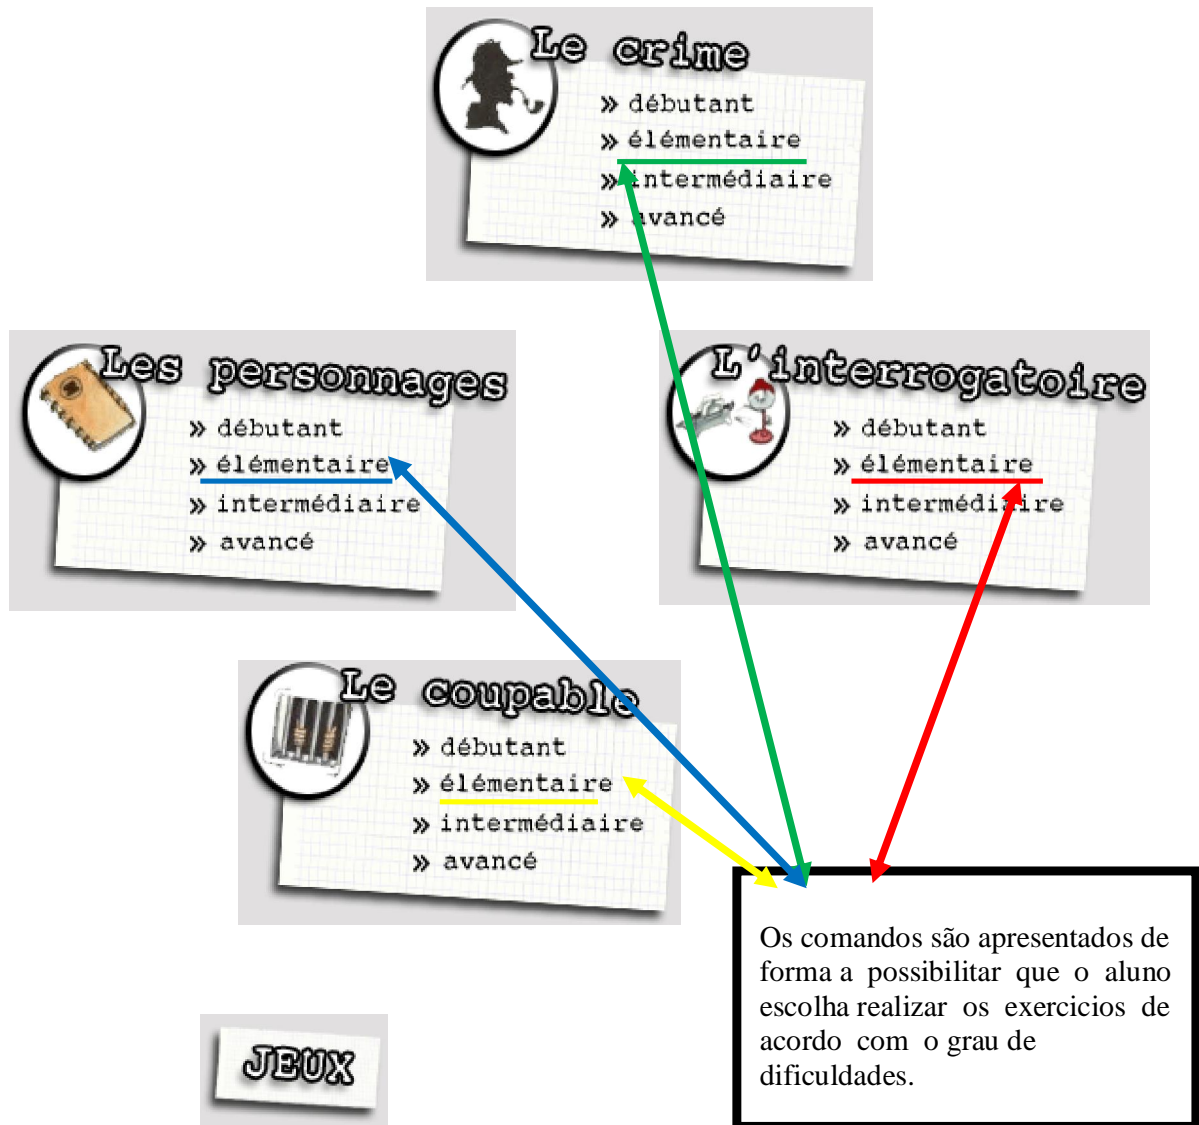 Le crime
» débutant
» élémentaire
» intermédiaire
» avancé
Les personnages
» débutant
» élémentaire
» intermédiaire
» avancé
L'interrogatoire
» débutant
» élémentaire
» intermédiaire
» avancé
Le coupable
» débutant
» élémentaire
» intermédiaire
» avancé
Os comandos são apresentados de
forma a possibilitar que o aluno
escolha realizar os exercicios de
acordo com o grau de
dificuldades.
JEUX